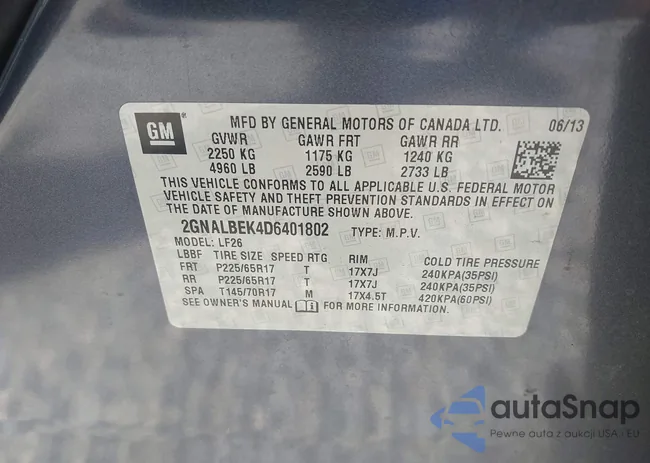 GM
MFD BY GENERAL MOTORS OF CANADA LTD. 06/13
GVWR GAWR FRT GAWR RR
2250 KG 1175 KG 1240 KG
4960 LB 2590 LB 2733 LB
THIS VEHICLE CONFORMS TO ALL APPLICABLE U.S. FEDERAL MOTOR
VEHICLE SAFETY AND THEFT PREVENTION STANDARDS IN EFFECT ON
THE DATE OF MANUFACTURE SHOWN ABOVE.
2GNALBEK4D6401802 TYPE: M.P.V.
MODEL: LF26
LBBF TIRE SIZE SPEED RTG RIM COLD TIRE PRESSURE
FRT P225/65R17 T 17X7J 240KPA(35PSI)
RR P225/65R17 T 17X7J 240KPA(35PSI)
SPA T145/70R17 M 17X4.5T 420KPA(60PSI)
SEE OWNER'S MANUAL FOR MORE INFORMATION.
autaSnap
Pewne auta z aukcji USA - EU